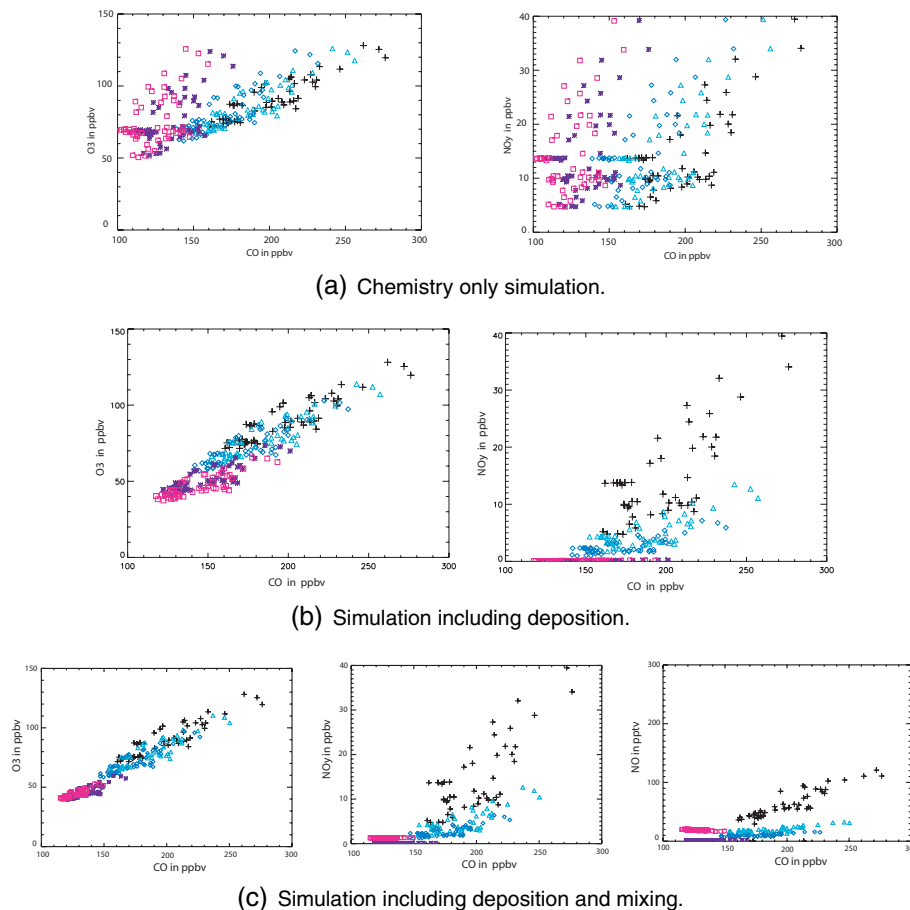 150
100
50
0
O3 in ppbv
100 150 200 250 300
CO in ppbv
40
30
20
10
0
NOy in ppbv
100 150 200 250 300
CO in ppbv
(a) Chemistry only simulation.
150
100
50
0
O3 in ppbv
100 150 200 250 300
CO in ppbv
40
30
20
10
0
NOy in ppbv
100 150 200 250 300
CO in ppbv
(b) Simulation including deposition.
150
100
50
0
O3 in ppbv
100 150 200 250 300
CO in ppbv
40
30
20
10
0
NOy in ppbv
100 150 200 250 300
CO in ppbv
300
200
100
0
NO in pptv
100 150 200 250 300
CO in ppbv
(c) Simulation including deposition and mixing.